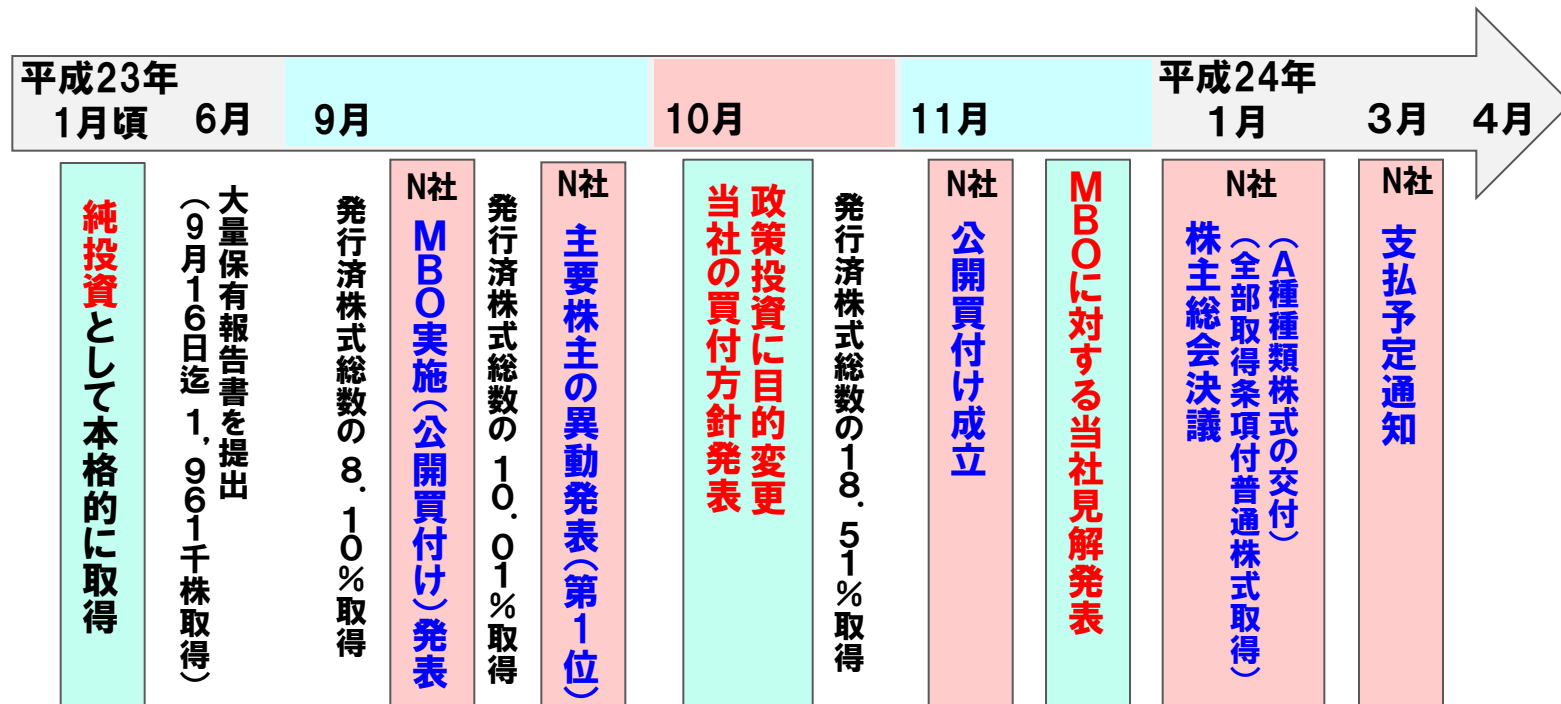 平成23年
1月頃
6月
9月
10月
11月
平成24年
1月
3月
4月
純投資として本格的に取得
大量保有報告書を提出
（9月16日迄 1,961千株取得）
発行済株式総数の 8.10%取得
N社
MBO実施（公開買付け）発表
発行済株式総数の 10.01%取得
N社
主要株主の異動発表（第1位）
政策投資に目的変更
当社の買付方針発表
発行済株式総数の18.51%取得
N社
公開買付け成立
MBOに対する当社見解発表
N社
（A種種類株式の交付）
（全部取得条項付普通株式取得）
株主総会決議
N社
支払予定通知